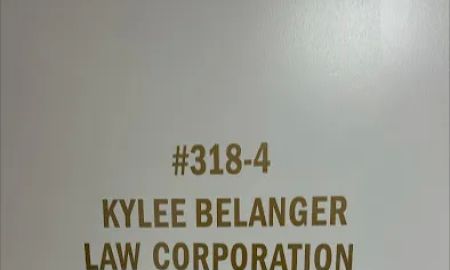 #318-4
KYLEE BELANGER
LAW CORPORATION